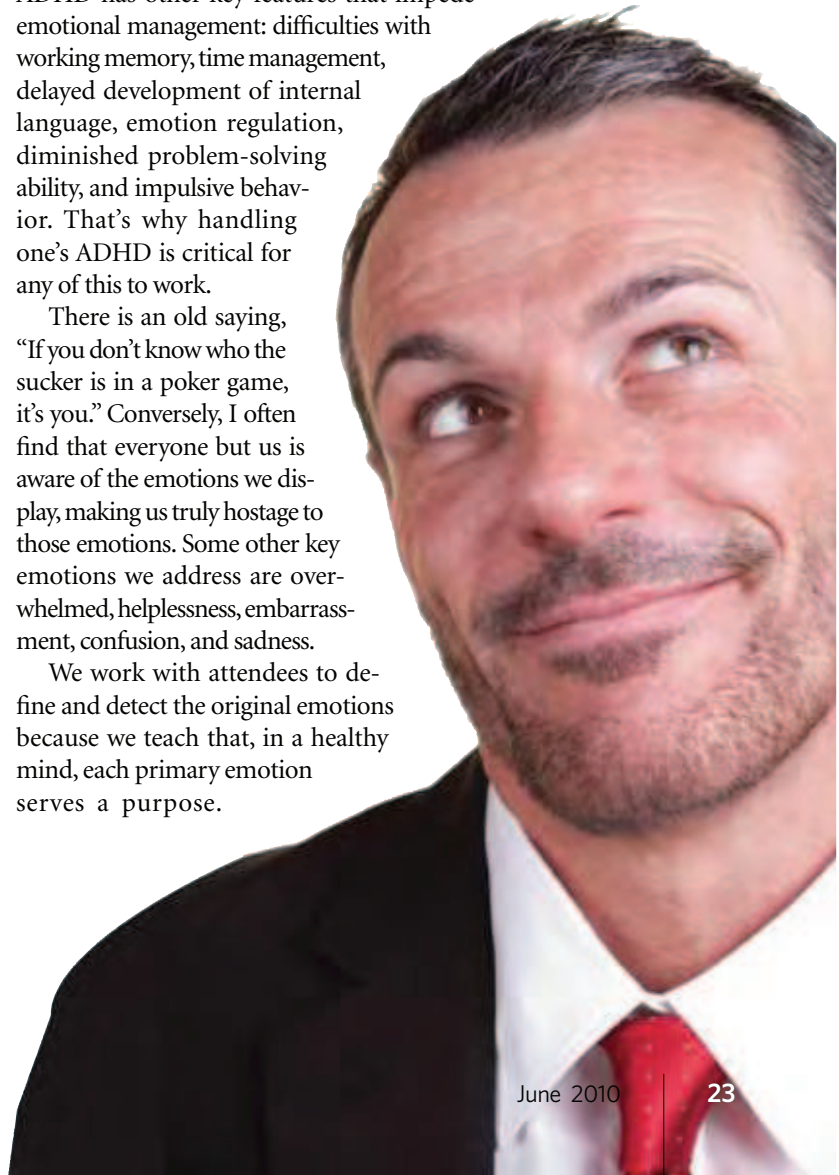 ADHD has other key features that impede
emotional management: difficulties with
working memory, time management,
delayed development of internal
language, emotion regulation,
diminished problem-solving
ability, and impulsive behav-
ior. That’s why handling
one’s ADHD is critical for
any of this to work.
There is an old saying,
“If you don’t know who the
sucker is in a poker game,
it’s you.” Conversely, I often
find that everyone but us is
aware of the emotions we dis-
play, making us truly hostage to
those emotions. Some other key
emotions we address are over-
whelmed, helplessness, embarrass-
ment, confusion, and sadness.
We work with attendees to de-
fine and detect the original emotions
because we teach that, in a healthy
mind, each primary emotion
serves a purpose.
June 2010 23